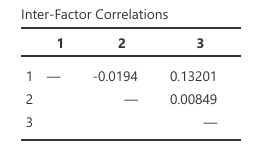 Inter-Factor Correlations
1 2 3
1 — -0.0194 0.13201
2 — 0.00849
3 —